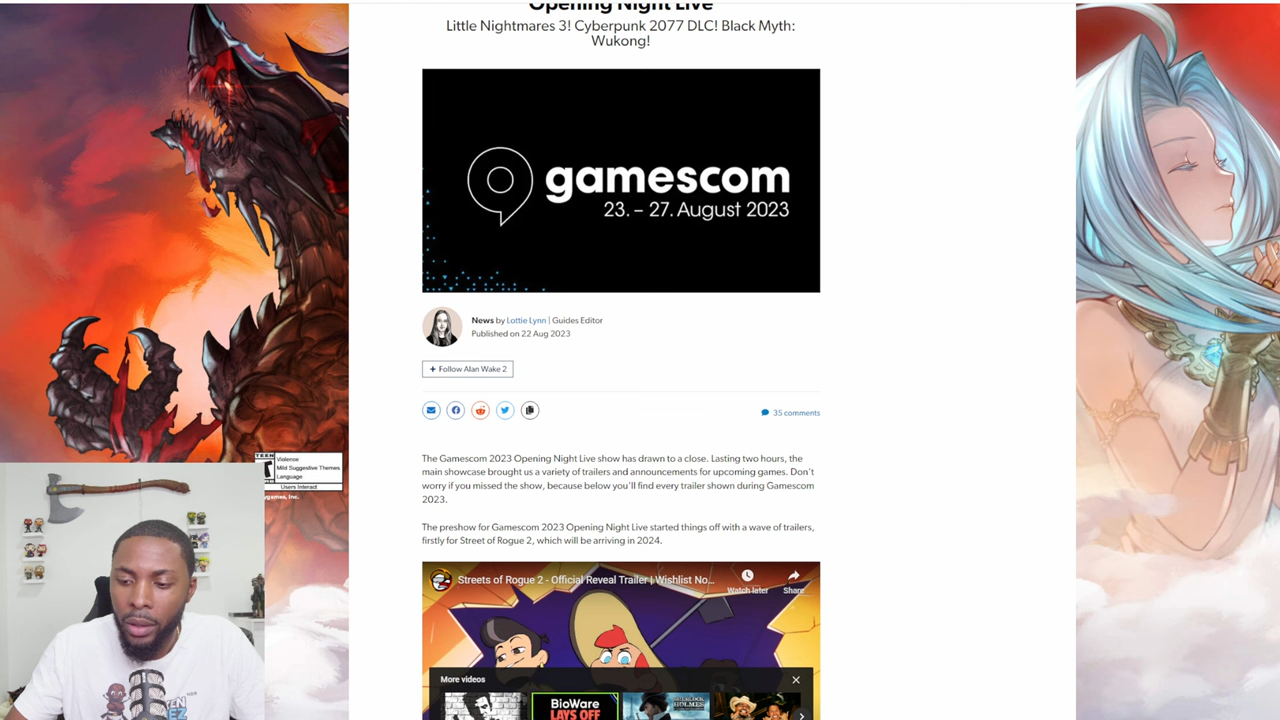 Opening Night Live
Little Nightmares 3! Cyberpunk 2077 DLC! Black Myth:
Wukong!
gamescom
23. – 27. August 2023
News by Lottie Lynn | Guides Editor
Published on 22 Aug 2023
+ Follow Alan Wake 2
35 comments
The Gamescom 2023 Opening Night Live show has drawn to a close. Lasting two hours, the
main showcase brought us a variety of trailers and announcements for upcoming games. Don't
worry if you missed the show, because below you'll find every trailer shown during Gamescom
2023.
The preshow for Gamescom 2023 Opening Night Live started things off with a wave of trailers,
firstly for Street of Rogue 2, which will be arriving in 2024.
Streets of Rogue 2 - Official Reveal Trailer | Wishlist No...
Watch later
Share
More videos
BioWare
LAYS OFF
SHERLOCK
HOLMES
TEEN
Violence
Mild Suggestive Themes
Language
Users Interact
ygames, Inc.